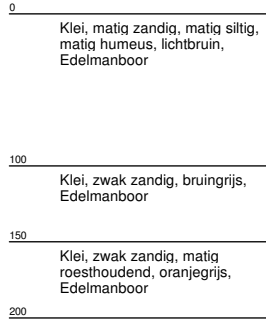 0
Klei, matig zandig, matig siltig,
matig humeus, lichtbruin,
Edelmanboor
100
Klei, zwak zandig, bruingrijs,
Edelmanboor
150
Klei, zwak zandig, matig
roesthoudend, oranjegrijs,
Edelmanboor
200